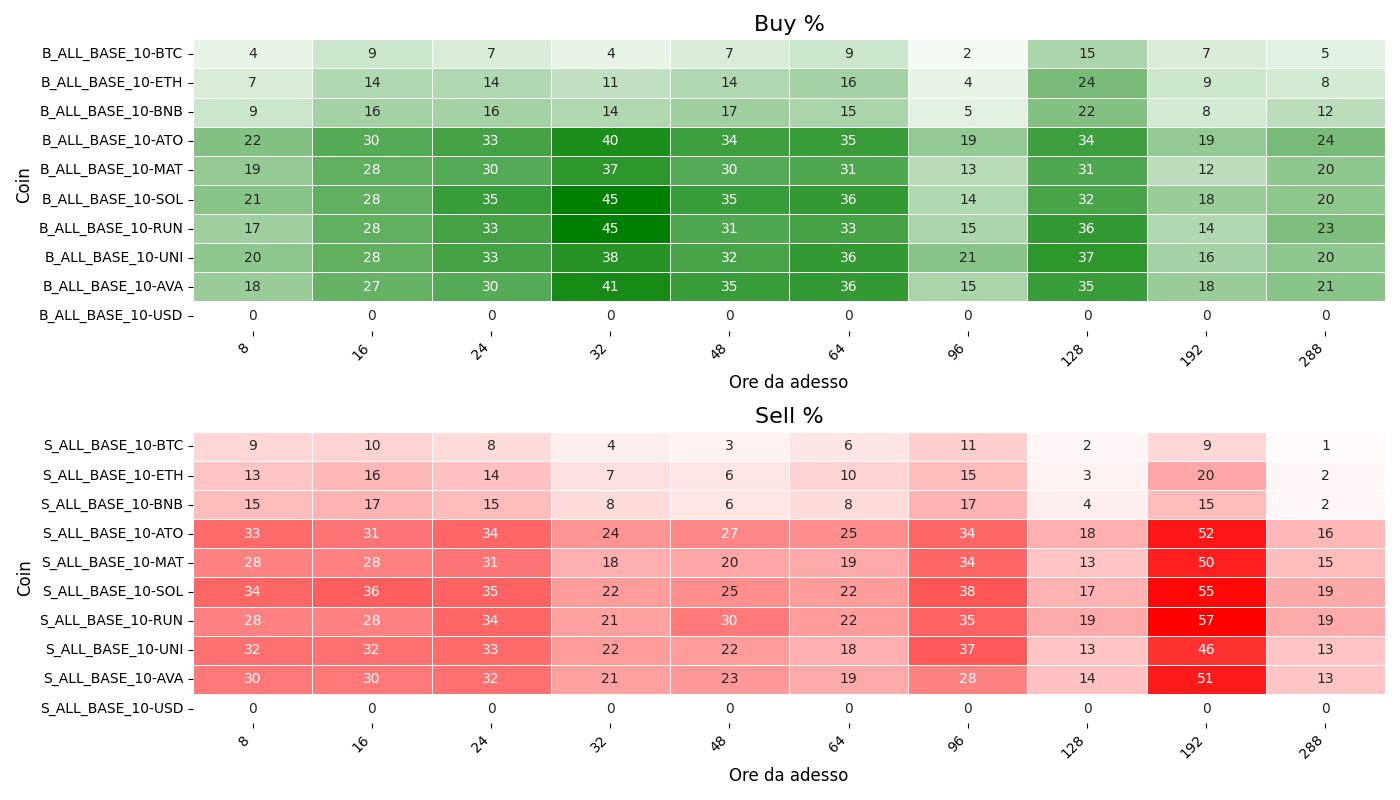 Buy %
Coin
B_ALL_BASE_10-BTC 4 9 7 4 7 9 2 15 7 5
B_ALL_BASE_10-ETH 7 14 14 11 14 16 4 24 9 8
B_ALL_BASE_10-BNB 9 16 16 14 17 15 5 22 8 12
B_ALL_BASE_10-ATO 22 30 33 40 34 35 19 34 19 24
B_ALL_BASE_10-MAT 19 28 30 37 30 31 13 31 12 20
B_ALL_BASE_10-SOL 21 28 35 45 35 36 14 32 18 20
B_ALL_BASE_10-RUN 17 28 33 45 31 33 15 36 14 23
B_ALL_BASE_10-UNI 20 28 33 38 32 36 21 37 16 20
B_ALL_BASE_10-AVA 18 27 30 41 35 36 15 35 18 21
B_ALL_BASE_10-USD 0 0 0 0 0 0 0 0 0 0
8 16 24 32 48 64 96 128 192 288
Ore da adesso
Sell %
Coin
S_ALL_BASE_10-BTC 9 10 8 4 3 6 11 2 9 1
S_ALL_BASE_10-ETH 13 16 14 7 6 10 15 3 20 2
S_ALL_BASE_10-BNB 15 17 15 8 6 8 17 4 15 2
S_ALL_BASE_10-ATO 33 31 34 24 27 25 34 18 52 16
S_ALL_BASE_10-MAT 28 28 31 18 20 19 34 13 50 15
S_ALL_BASE_10-SOL 34 36 35 22 25 22 38 17 55 19
S_ALL_BASE_10-RUN 28 28 34 21 30 22 35 19 57 19
S_ALL_BASE_10-UNI 32 32 33 22 22 18 37 13 46 13
S_ALL_BASE_10-AVA 30 30 32 21 23 19 28 14 51 13
S_ALL_BASE_10-USD 0 0 0 0 0 0 0 0 0 0
8 16 24 32 48 64 96 128 192 288
Ore da adesso